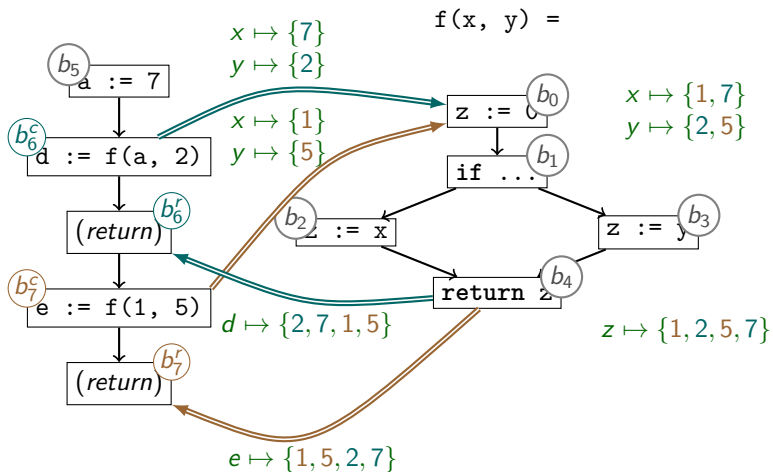 f(x, y) =
x ↦ {7}
y ↦ {2}
b₅
a := 7
b₀
z := 0
x ↦ {1, 7}
y ↦ {2, 5}
x ↦ {1}
y ↦ {5}
b₆ᶜ
d := f(a, 2)
b₁
if ...
b₆ʳ
(return)
b₂
z := x
b₃
z := y
b₇ᶜ
e := f(1, 5)
b₄
return z
d ↦ {2, 7, 1, 5}
z ↦ {1, 2, 5, 7}
b₇ʳ
(return)
e ↦ {1, 5, 2, 7}